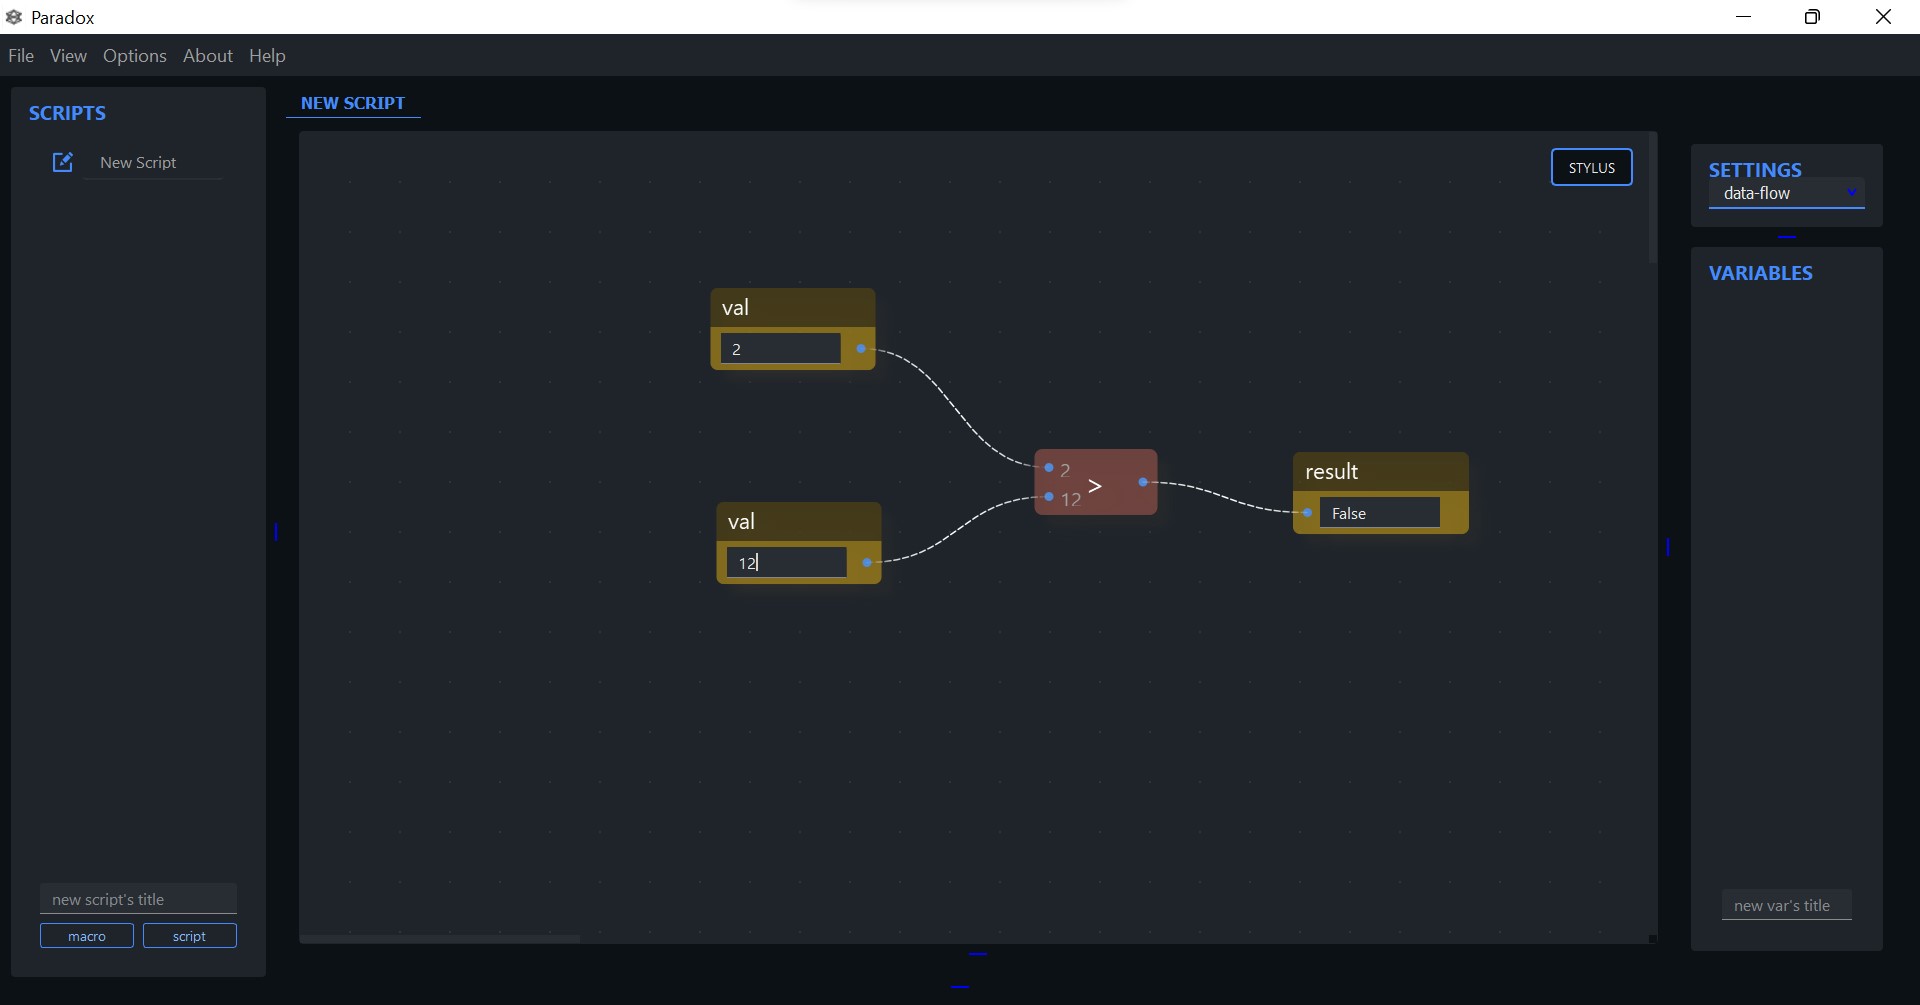 Paradox
File View Options About Help
SCRIPTS
New Script
new script's title
macro script
NEW SCRIPT
STYLUS
val
2
val
12
2
>
12
result
False
SETTINGS
data-flow
VARIABLES
new var's title